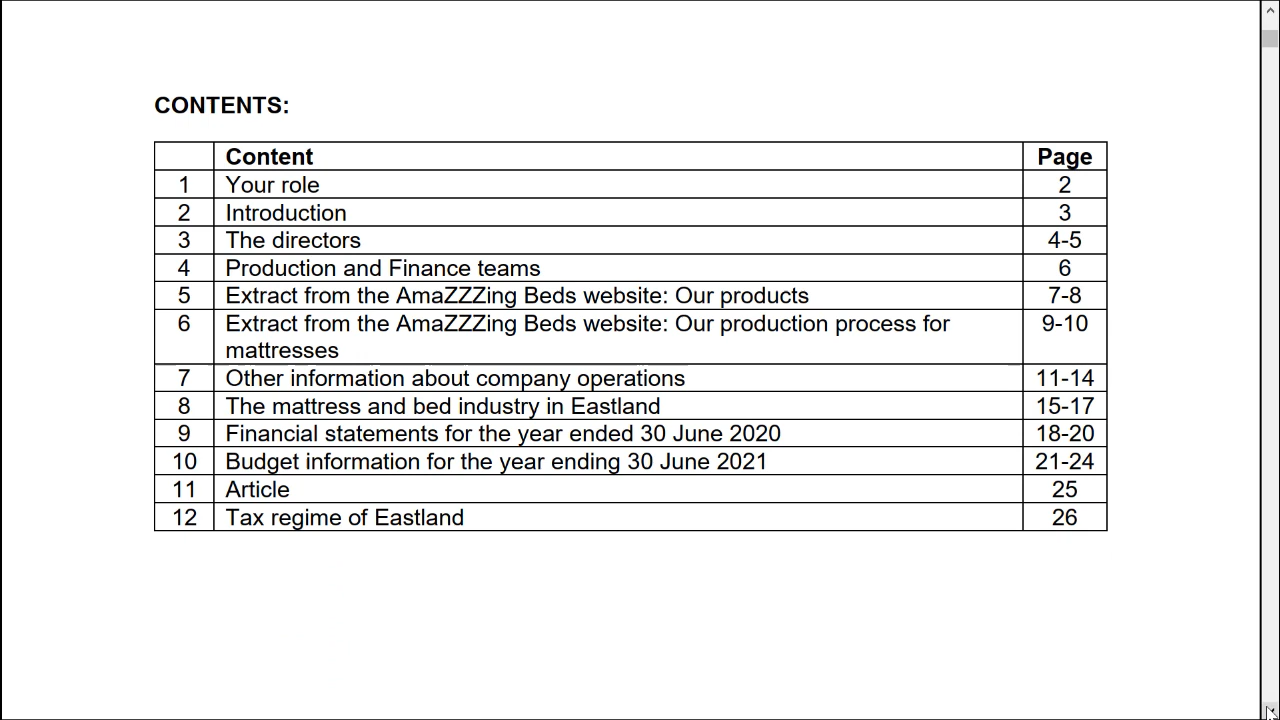 CONTENTS:
Content Page
1 Your role 2
2 Introduction 3
3 The directors 4-5
4 Production and Finance teams 6
5 Extract from the AmaZZZing Beds website: Our products 7-8
6 Extract from the AmaZZZing Beds website: Our production process for 9-10
mattresses
7 Other information about company operations 11-14
8 The mattress and bed industry in Eastland 15-17
9 Financial statements for the year ended 30 June 2020 18-20
10 Budget information for the year ending 30 June 2021 21-24
11 Article 25
12 Tax regime of Eastland 26